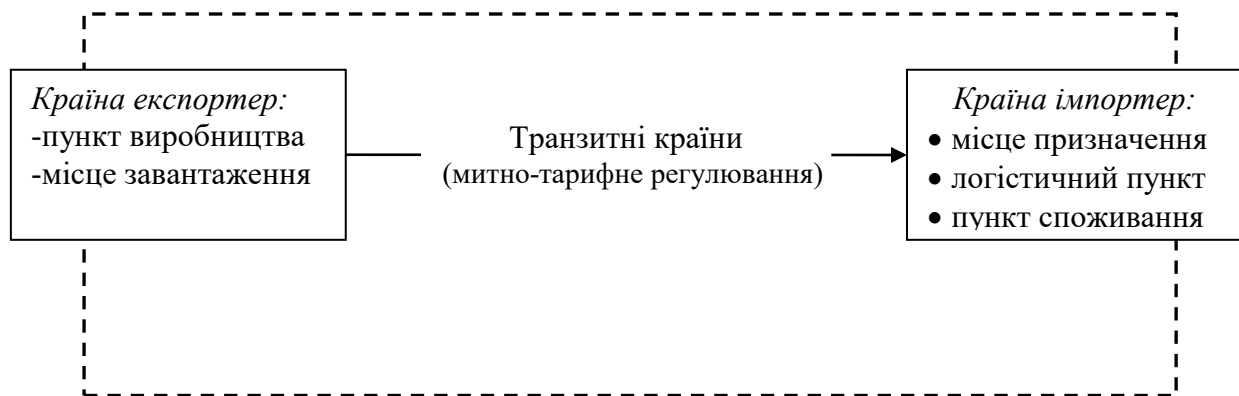 Країна експортер:
-пункт виробництва
-місце завантаження
Транзитні країни
(митно-тарифне регулювання)
Країна імпортер:
• місце призначення
• логістичний пункт
• пункт споживання